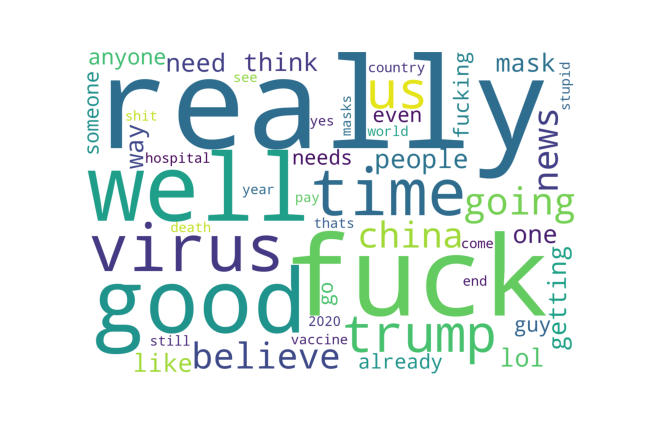 anyone
need
think
country
mask
someone
see
us
fucking
stupid
really
shit
yes
masks
even
world
way
hospital
needs
people
news
well
year
pay
time
going
death
thats
virus
china
come
one
good
fuck
go
end
getting
2020
trump
guy
still
vaccine
like
believe
already
lol